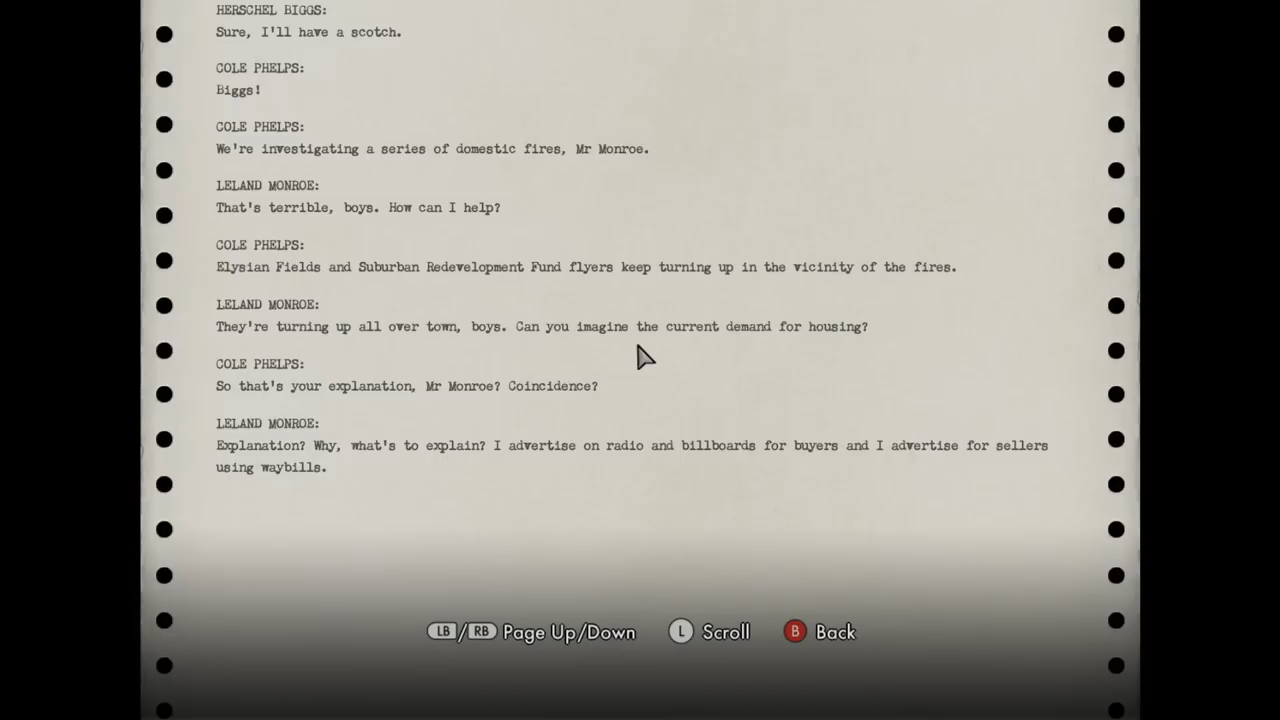 HERSCHEL BIGGS:
Sure, I'll have a scotch.
COLE PHELPS:
Biggs!
COLE PHELPS:
We're investigating a series of domestic fires, Mr Monroe.
LELAND MONROE:
That's terrible, boys. How can I help?
COLE PHELPS:
Elysian Fields and Suburban Redevelopment Fund flyers keep turning up in the vicinity of the fires.
LELAND MONROE:
They're turning up all over town, boys. Can you imagine the current demand for housing?
COLE PHELPS:
So that's your explanation, Mr Monroe? Coincidence?
LELAND MONROE:
Explanation? Why, what's to explain? I advertise on radio and billboards for buyers and I advertise for sellers
using waybills.
LB/RB Page Up/Down L Scroll B Back